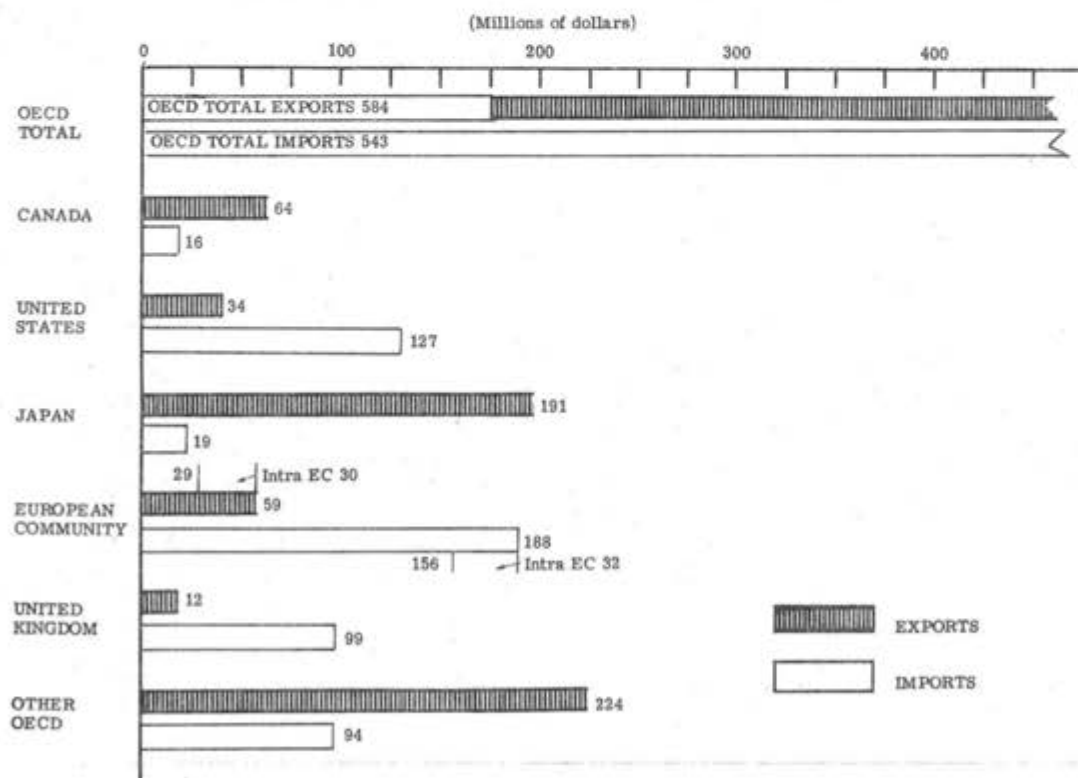 (Millions of dollars)
0 100 200 300 400
OECD TOTAL EXPORTS 584
OECD
TOTAL
OECD TOTAL IMPORTS 543
CANADA
64
16
UNITED
STATES
34
127
JAPAN
191
19
29 Intra EC 30
EUROPEAN
COMMUNITY
59
188
156 Intra EC 32
UNITED
KINGDOM
12
99
EXPORTS
IMPORTS
OTHER
OECD
224
94